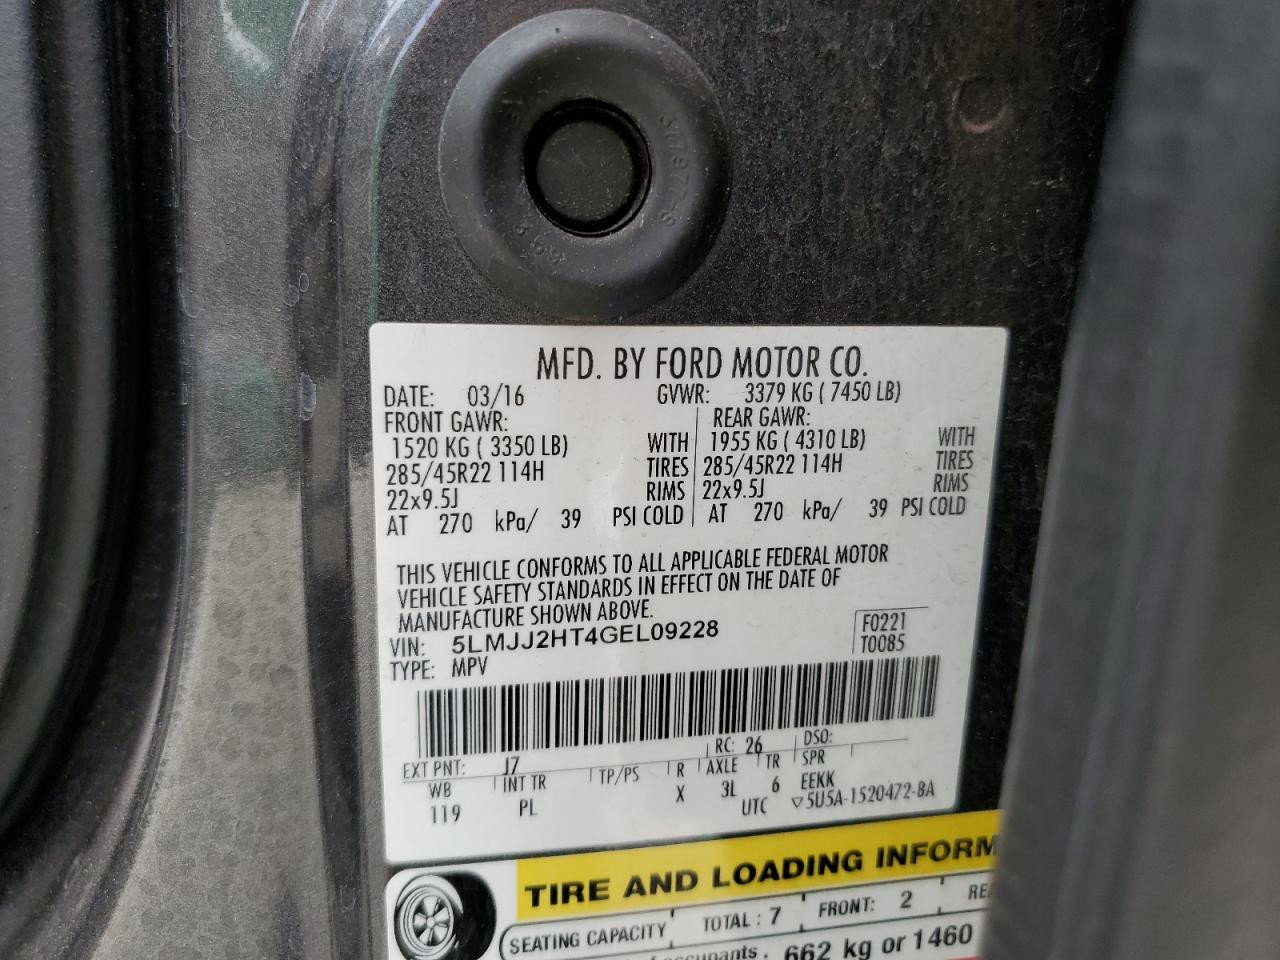 MFD. BY FORD MOTOR CO.
DATE: 03/16 GVWR: 3379 KG ( 7450 LB)
FRONT GAWR: REAR GAWR:
1520 KG ( 3350 LB) WITH 1955 KG ( 4310 LB) WITH
285/45R22 114H TIRES 285/45R22 114H TIRES
22x9.5J RIMS 22x9.5J RIMS
AT 270 kPa/ 39 PSI COLD AT 270 kPa/ 39 PSI COLD
THIS VEHICLE CONFORMS TO ALL APPLICABLE FEDERAL MOTOR
VEHICLE SAFETY STANDARDS IN EFFECT ON THE DATE OF
MANUFACTURE SHOWN ABOVE.
VIN: 5LMJJ2HT4GEL09228 F0221
TYPE: MPV T0085
EXT PNT: J7 RC: 26 DSO:
WB INT TR TP/PS R AXLE TR SPR
119 PL X 3L 6 EEKK
UTC ▽5U5A-1520472-BA
TIRE AND LOADING INFORM
SEATING CAPACITY TOTAL : 7 FRONT: 2
662 kg or 1460